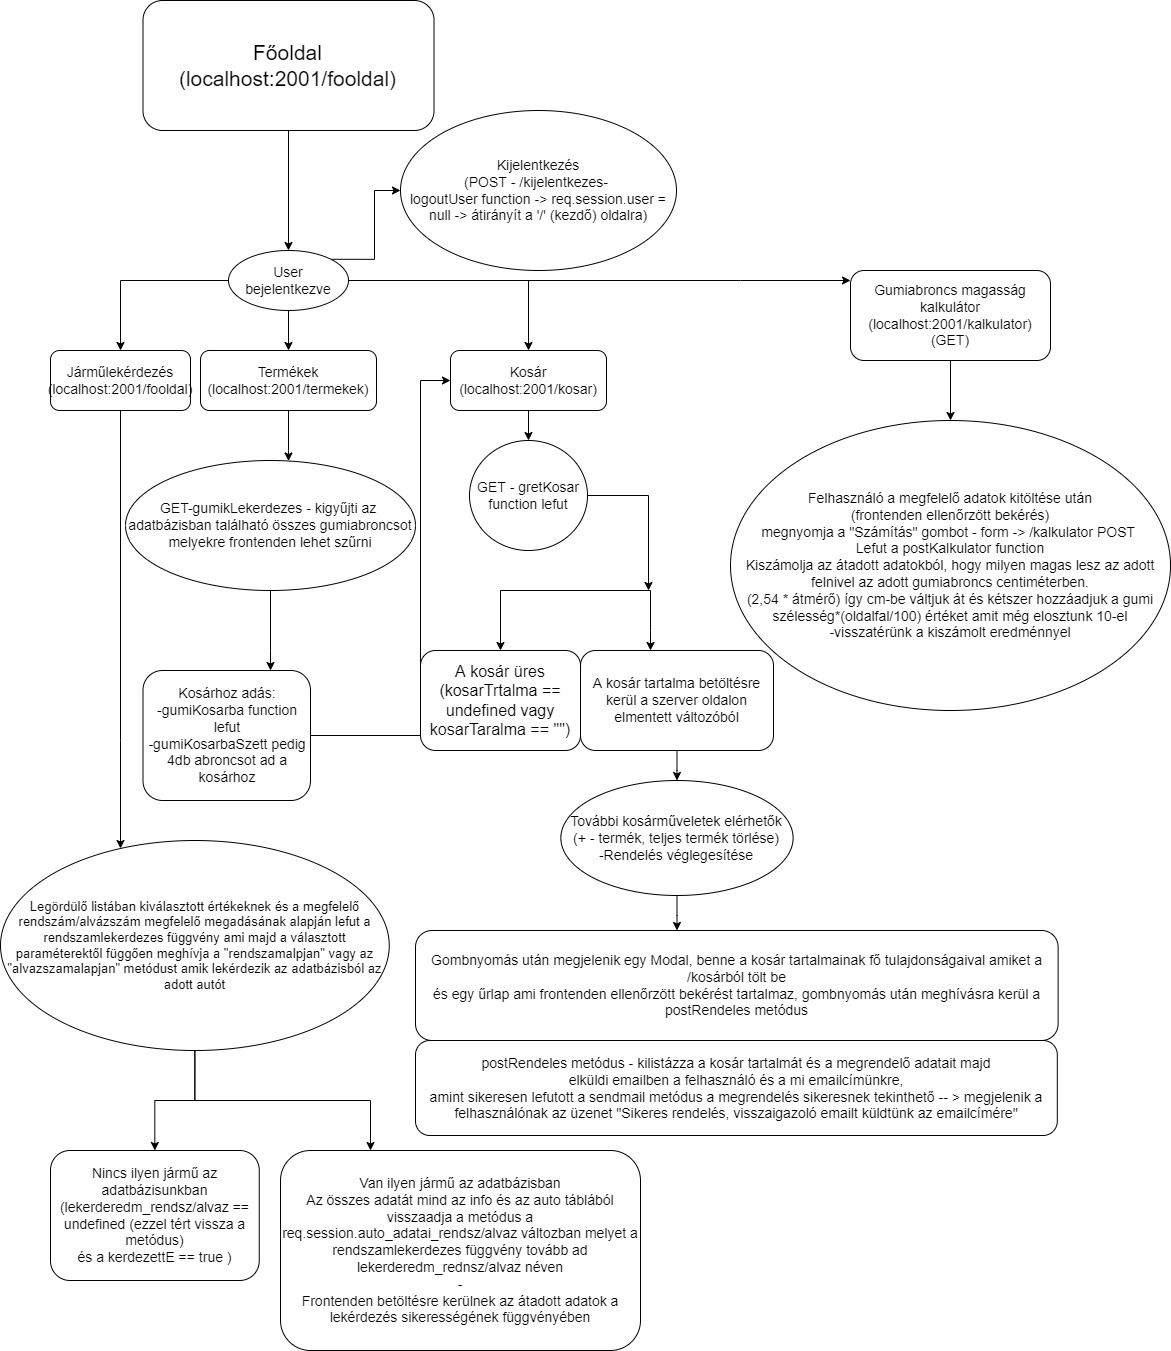 Főoldal
(localhost:2001/fooldal)
Kijelentkezés
(POST - /kijelentkezes-
logoutUser function -> req.session.user =
null -> átirányít a '/' (kezdő) oldalra)
User
bejelentkezve
Gumiabroncs magasság
kalkulátor
(localhost:2001/kalkulator)
(GET)
Járműlekérdezés
(localhost:2001/fooldal)
Termékek
(localhost:2001/termekek)
Kosár
(localhost:2001/kosar)
GET-gumikLekerdezes - kigyűjti az
adatbázisban található összes gumiabroncsot
melyekre frontenden lehet szűrni
GET - gretKosar
function lefut
Felhasználó a megfelelő adatok kitöltése után
(frontenden ellenőrzött bekérés)
megnyomja a "Számítás" gombot - form -> /kalkulator POST
Lefut a postKalkulator function
Kiszámolja az átadott adatokból, hogy milyen magas lesz az adott
felnivel az adott gumiabroncs centiméterben.
(2,54 * átmérő) így cm-be váltjuk át és kétszer hozzáadjuk a gumi
szélesség*(oldalfal/100) értéket amit még elosztunk 10-el
-visszatérünk a kiszámolt eredménnyel
Kosárhoz adás:
-gumiKosarba function
lefut
-gumiKosarbaSzett pedig
4db abroncsot ad a
kosárhoz
A kosár üres
(kosarTrtalma ==
undefined vagy
kosarTaralma == "")
A kosár tartalma betöltésre
kerül a szerver oldalon
elmentett változóból
További kosárműveletek elérhetők
(+ - termék, teljes termék törlése)
-Rendelés véglegesítése
Legördülő listában kiválasztott értékeknek és a megfelelő
rendszám/alvázszám megfelelő megadásának alapján lefut a
rendszamlekerdezes függvény ami majd a választott
paraméterektől függően meghívja a "rendszamalpjan" vagy az
"alvazszamalapjan" metódust amik lekérdezik az adatbázisból az
adott autót
Gombnyomás után megjelenik egy Modal, benne a kosár tartalmainak fő tulajdonságaival amiket a
/kosárból tölt be
és egy űrlap ami frontenden ellenőrzött bekérést tartalmaz, gombnyomás után meghívásra kerül a
postRendeles metódus
postRendeles metódus - kilistázza a kosár tartalmát és a megrendelő adatait majd
elküldi emailben a felhasználó és a mi emailcímünkre,
amint sikeresen lefutott a sendmail metódus a megrendelés sikeresnek tekinthető -- > megjelenik a
felhasználónak az üzenet "Sikeres rendelés, visszaigazoló emailt küldtünk az emailcímére"
Nincs ilyen jármű az
adatbázisunkban
(lekerderedm_rendsz/alvaz ==
undefined (ezzel tért vissza a
metódus)
és a kerdezettE == true )
Van ilyen jármű az adatbázisban
Az összes adatát mind az info és az auto táblából
visszaadja a metódus a
req.session.auto_adatai_rendsz/alvaz változban melyet a
rendszamlekerdezes függvény tovább ad
lekerderedm_rednsz/alvaz néven
-
Frontenden betöltésre kerülnek az átadott adatok a
lekérdezés sikerességének függvényében